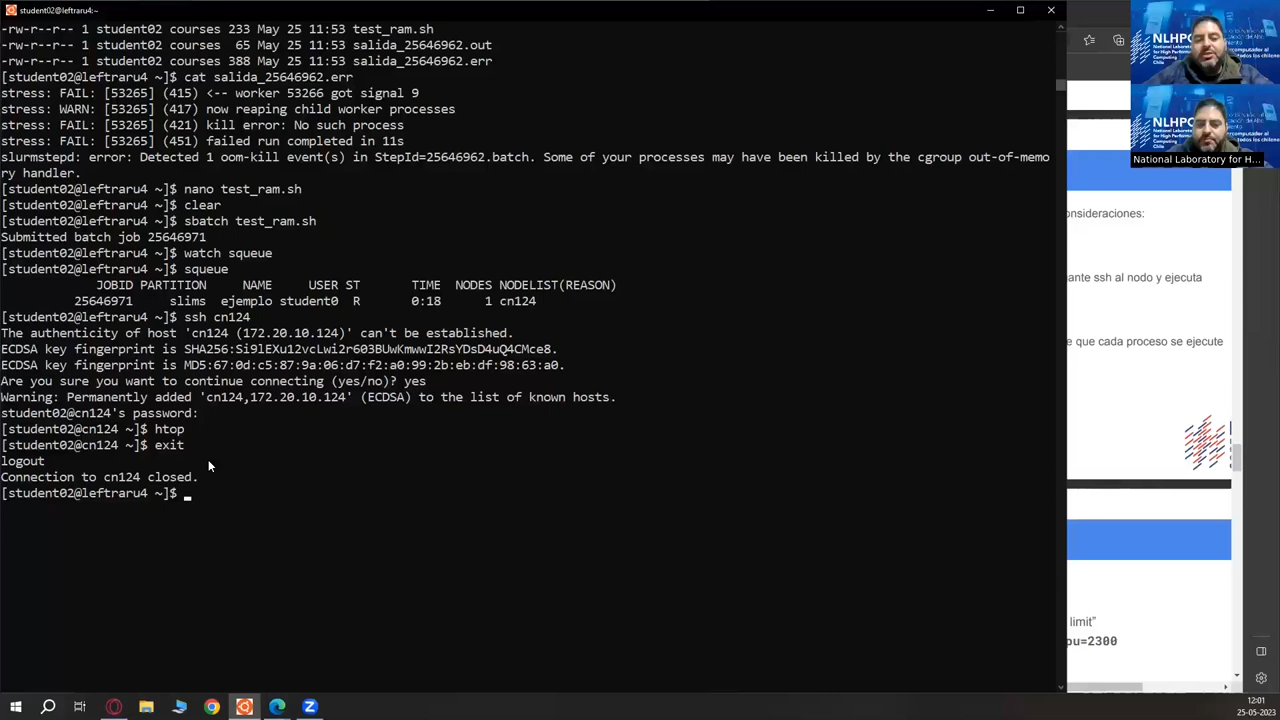 student02@leftraru4:~
-rw-r--r-- 1 student02 courses 233 May 25 11:53 test_ram.sh
-rw-r--r-- 1 student02 courses  65 May 25 11:53 salida_25646962.out
-rw-r--r-- 1 student02 courses 388 May 25 11:53 salida_25646962.err
[student02@leftraru4 ~]$ cat salida_25646962.err
stress: FAIL: [53265] (415) <-- worker 53266 got signal 9
stress: WARN: [53265] (417) now reaping child worker processes
stress: FAIL: [53265] (421) kill error: No such process
stress: FAIL: [53265] (451) failed run completed in 11s
slurmstepd: error: Detected 1 oom-kill event(s) in StepId=25646962.batch. Some of your processes may have been killed by the cgroup out-of-memo
ry handler.
[student02@leftraru4 ~]$ nano test_ram.sh
[student02@leftraru4 ~]$ clear
[student02@leftraru4 ~]$ sbatch test_ram.sh
Submitted batch job 25646971
[student02@leftraru4 ~]$ watch squeue
[student02@leftraru4 ~]$ squeue
JOBID PARTITION NAME USER ST TIME NODES NODELIST(REASON)
25646971 slims ejemplo student0 R 0:18 1 cn124
[student02@leftraru4 ~]$ ssh cn124
The authenticity of host 'cn124 (172.20.10.124)' can't be established.
ECDSA key fingerprint is SHA256:Si9lEXu12vcLwi2r603BUwKmwwI2RsYDsD4uQ4CMce8.
ECDSA key fingerprint is MD5:67:0d:c5:87:9a:06:d7:f2:a0:99:2b:eb:df:98:63:a0.
Are you sure you want to continue connecting (yes/no)? yes
Warning: Permanently added 'cn124,172.20.10.124' (ECDSA) to the list of known hosts.
student02@cn124's password:
[student02@cn124 ~]$ htop
[student02@cn124 ~]$ exit
logout
Connection to cn124 closed.
[student02@leftraru4 ~]$
NLHPC
National Laboratory for High Performance Computing Chile
NLHPC
National Laboratory for H...
onsideraciones:
ante ssh al nodo y ejecuta
e que cada proceso se ejecute
limit”
pu=2300
12:01
25-05-2023